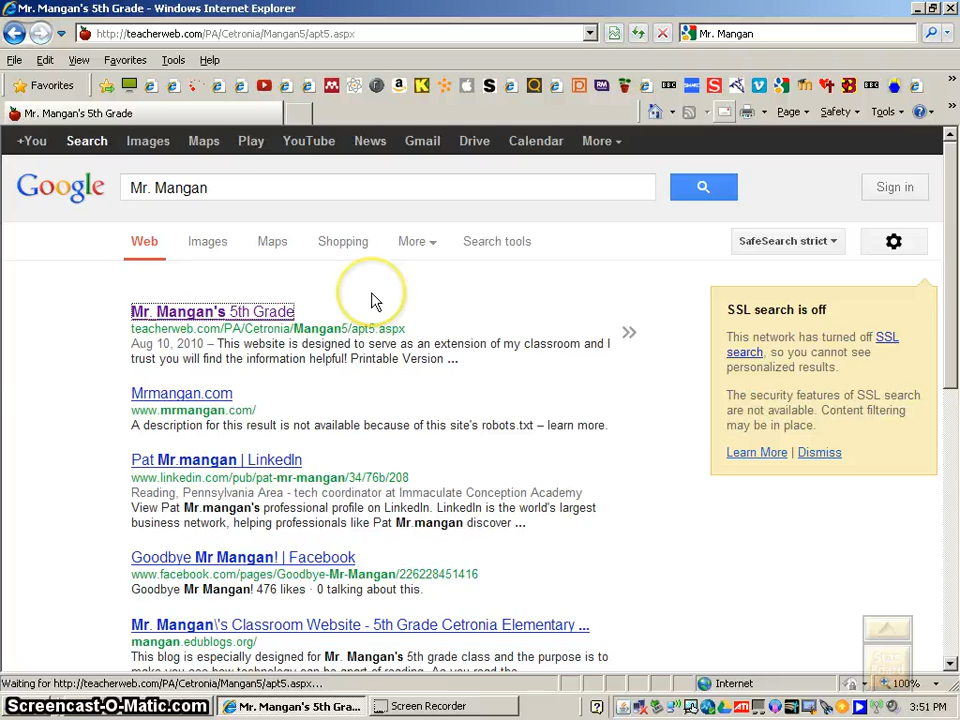 Mr. Mangan's 5th Grade - Windows Internet Explorer
http://teacherweb.com/PA/Cetronia/Mangan5/apt5.aspx
Mr. Mangan
File Edit View Favorites Tools Help
Favorites
Mr. Mangan's 5th Grade
Page Safety Tools
+You Search Images Maps Play YouTube News Gmail Drive Calendar More
Google
Mr. Mangan
Sign in
Web Images Maps Shopping More Search tools
SafeSearch strict
Mr. Mangan's 5th Grade
teacherweb.com/PA/Cetronia/Mangan5/apt5.aspx
Aug 10, 2010 – This website is designed to serve as an extension of my classroom and I
trust you will find the information helpful! Printable Version ...
Mrmangan.com
www.mrmangan.com/
A description for this result is not available because of this site's robots.txt – learn more.
Pat Mr.mangan | LinkedIn
www.linkedin.com/pub/pat-mr-mangan/34/76b/208
Reading, Pennsylvania Area - tech coordinator at Immaculate Conception Academy
View Pat Mr.mangan's professional profile on LinkedIn. LinkedIn is the world's largest
business network, helping professionals like Pat Mr.mangan discover ...
Goodbye Mr Mangan! | Facebook
www.facebook.com/pages/Goodbye-Mr-Mangan/226228451416
Goodbye Mr Mangan! 476 likes · 0 talking about this.
Mr. Mangan\'s Classroom Website - 5th Grade Cetronia Elementary ...
mangan.edublogs.org/
This blog is especially designed for Mr. Mangan's 5th grade class and the purpose is to
SSL search is off
This network has turned off SSL
search, so you cannot see
personalized results.
The security features of SSL search
are not available. Content filtering
may be in place.
Learn More | Dismiss
Waiting for http://teacherweb.com/PA/Cetronia/Mangan5/apt5.aspx...
Internet
100%
Screencast-O-Matic.com
Mr. Mangan's 5th Gra...
Screen Recorder
3:51 PM